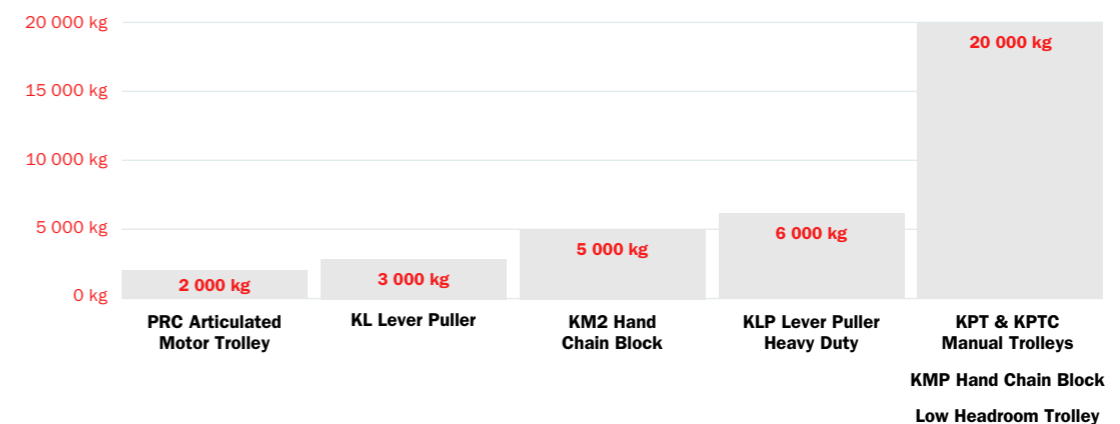 20 000 kg
15 000 kg
10 000 kg
5 000 kg
0 kg
2 000 kg
3 000 kg
5 000 kg
6 000 kg
20 000 kg
PRC Articulated
Motor Trolley
KL Lever Puller
KM2 Hand
Chain Block
KLP Lever Puller
Heavy Duty
KPT & KPTC
Manual Trolleys
KMP Hand Chain Block
Low Headroom Trolley